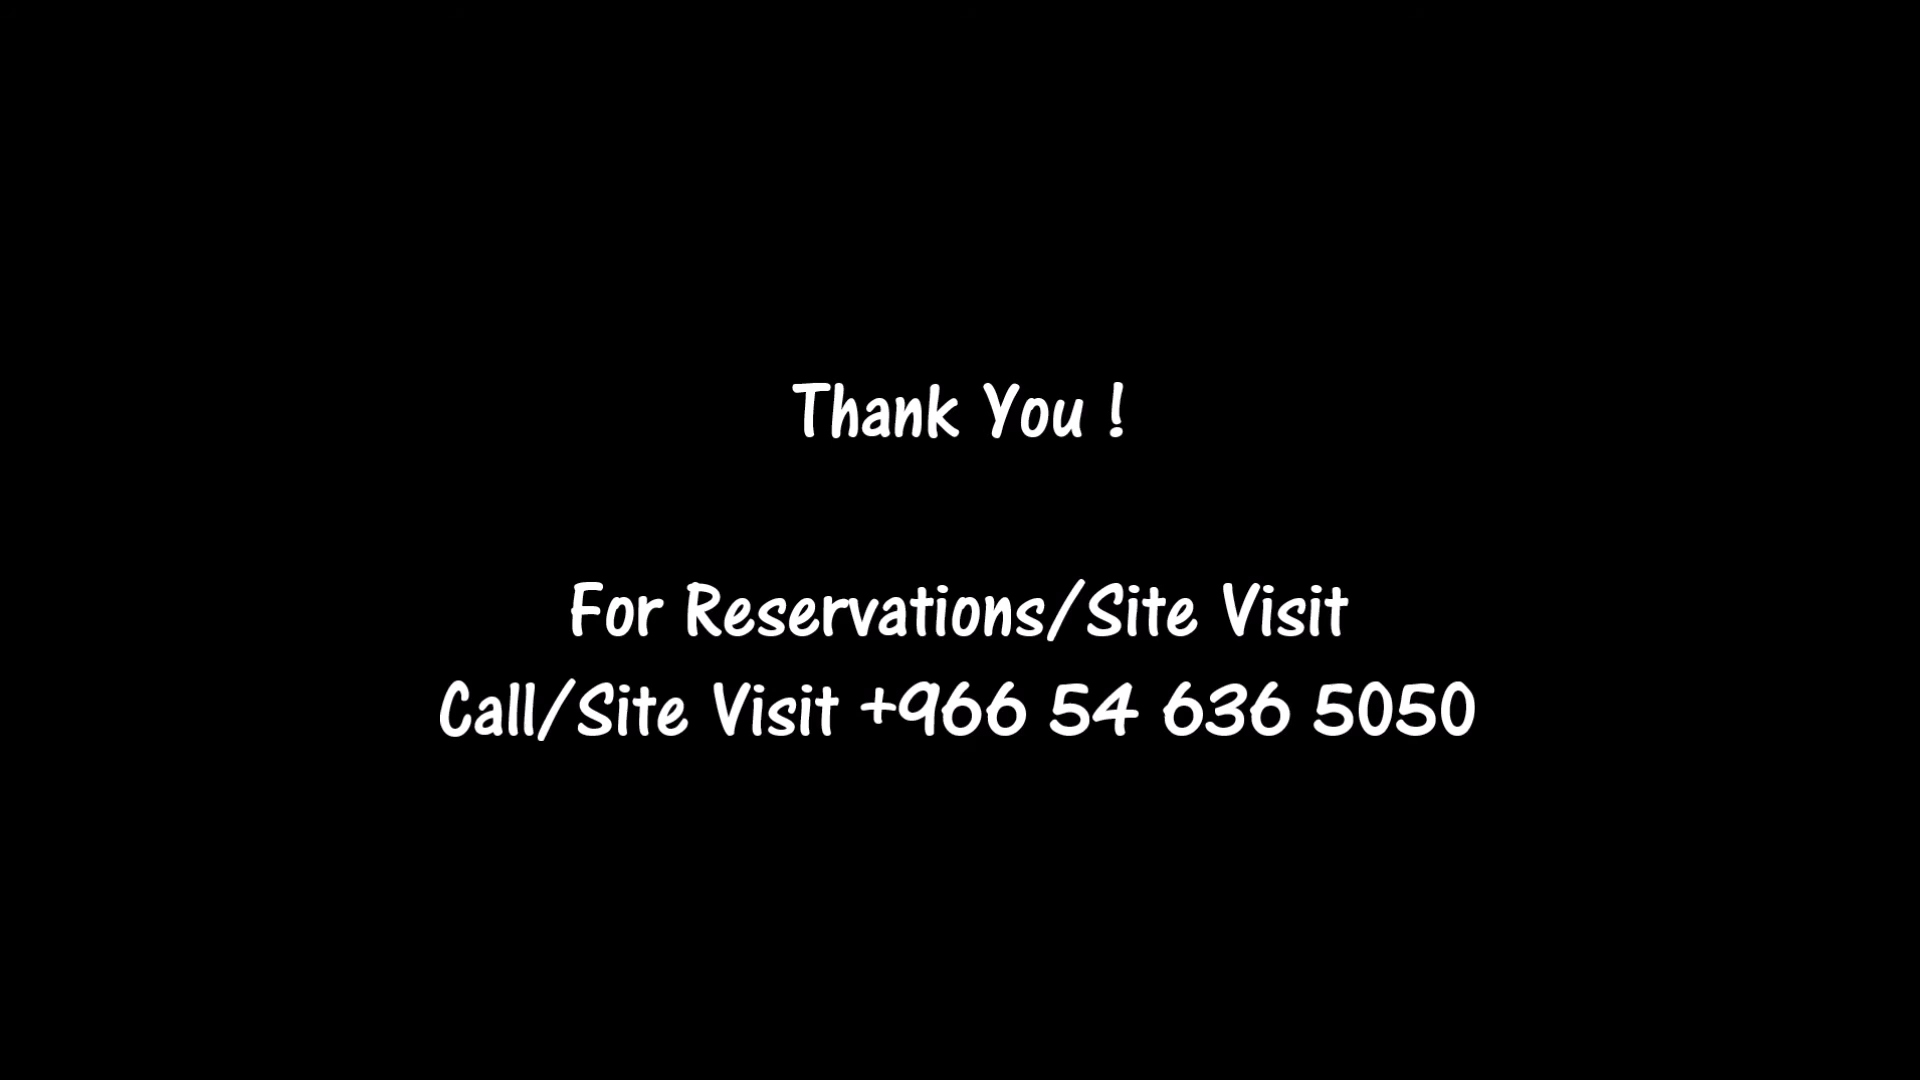 Thank You !
For Reservations/Site Visit
Call/Site Visit +966 54 636 5050